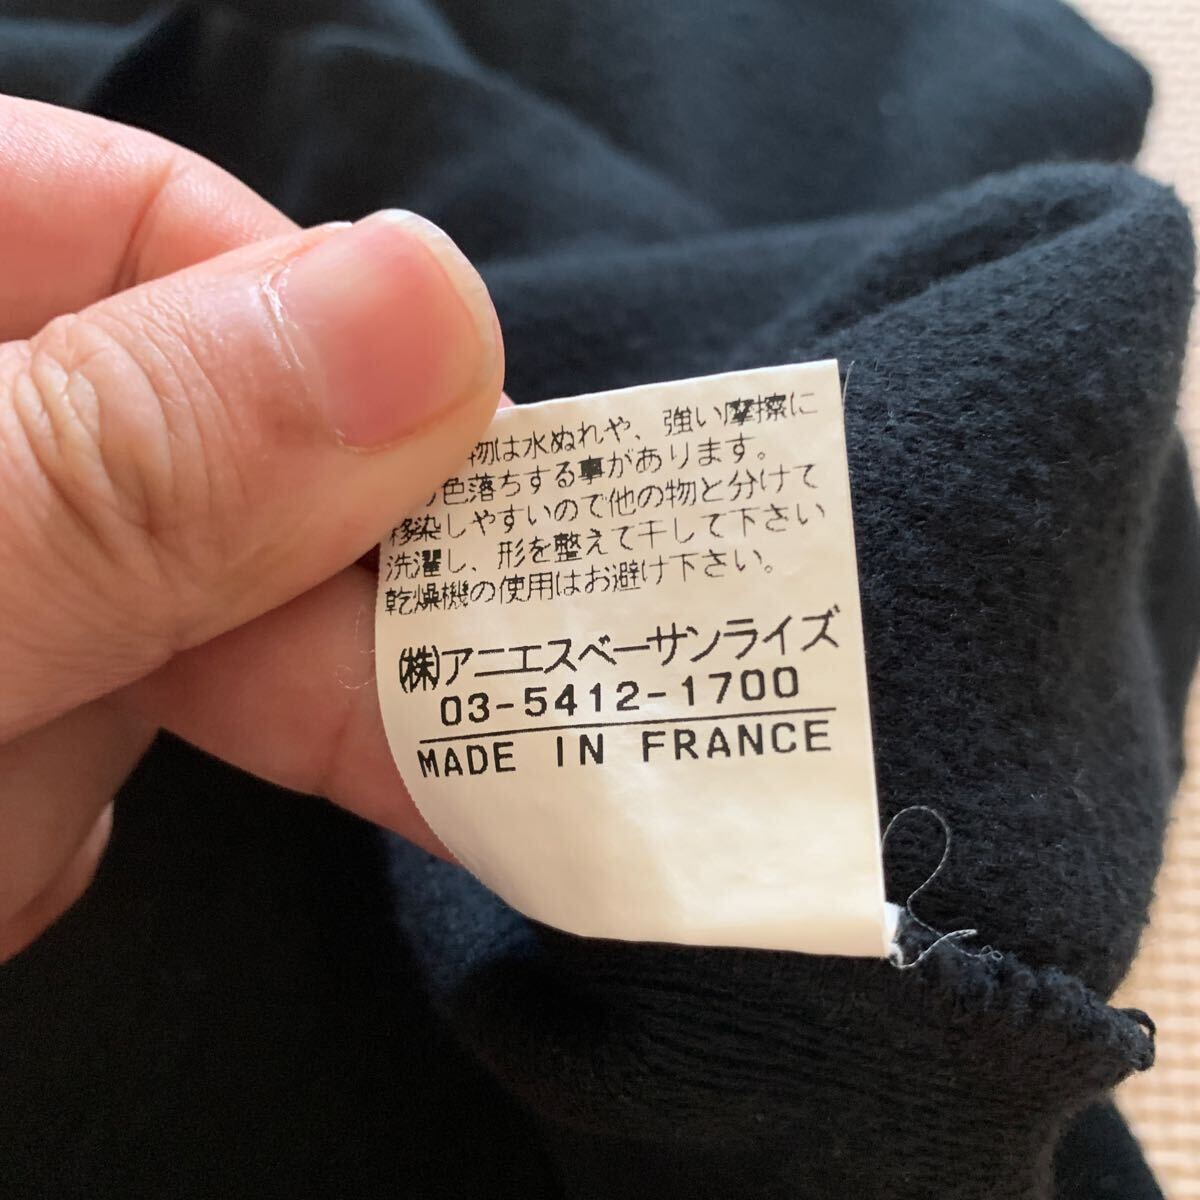 物は水ぬれや、強い摩擦に
色落ちする事があります。
移染しやすいので他の物と分けて
洗濯し、形を整えて干して下さい
乾燥機の使用はお避け下さい。
(株)アニエスベーサンライズ
03-5412-1700
MADE IN FRANCE